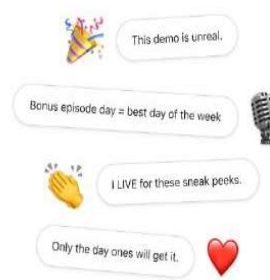 This demo is unreal.
Bonus episode day = best day of the week
I LIVE for these sneak peeks.
Only the day ones will get it.